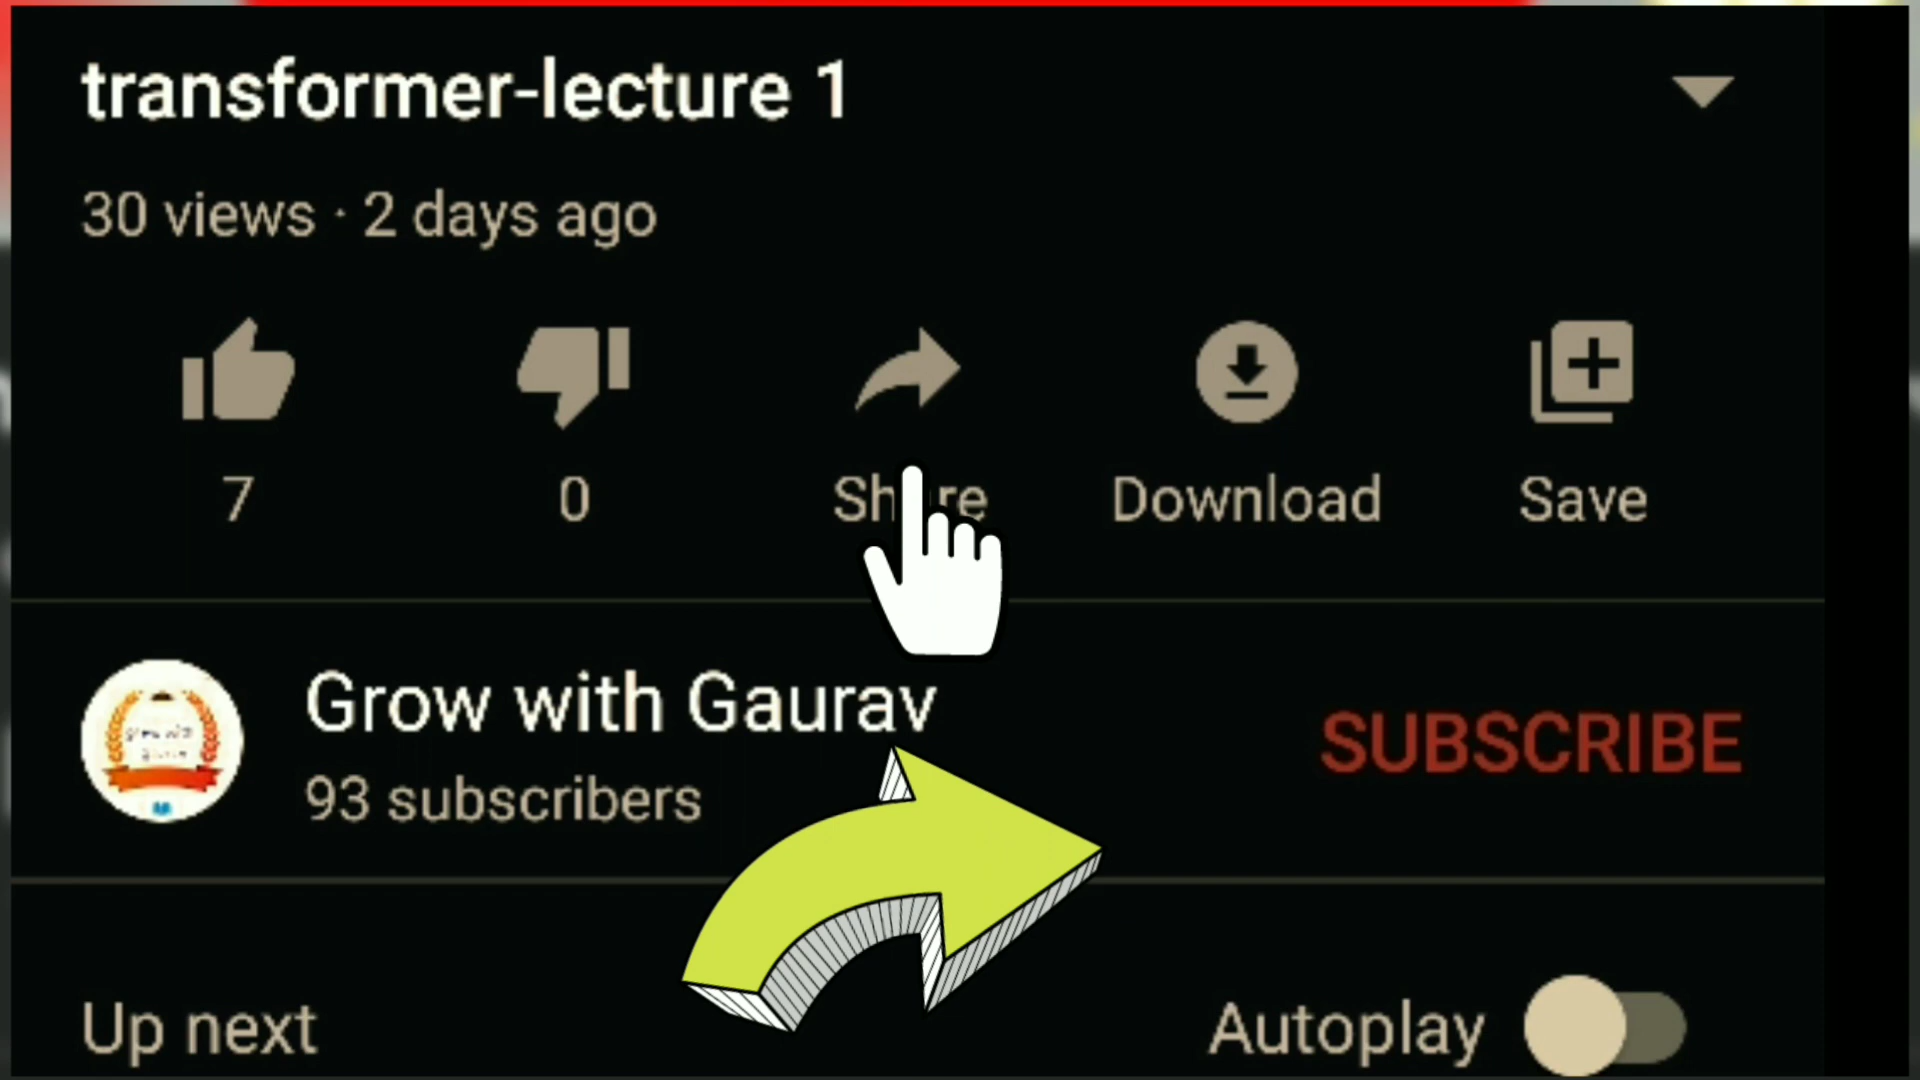 transformer-lecture 1
30 views · 2 days ago
7 0 Share Download Save
Grow with Gaurav
SUBSCRIBE
93 subscribers
Up next Autoplay